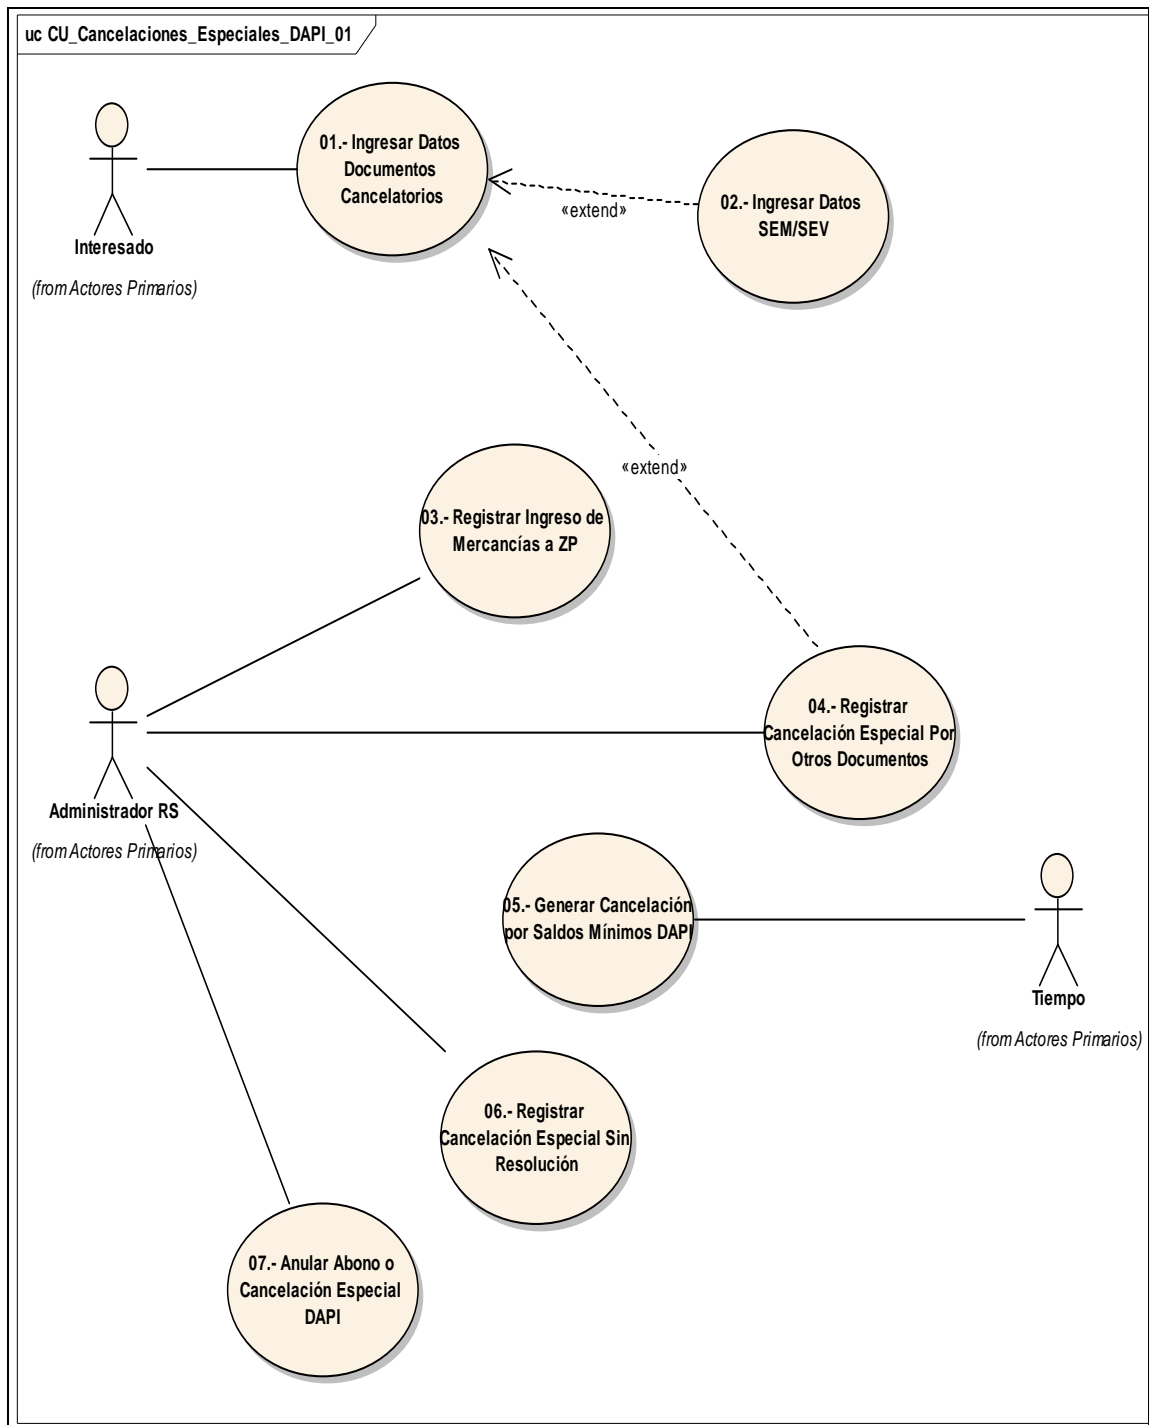 uc CU_Cancelaciones_Especiales_DAPI_01
01.- Ingresar Datos
Documentos
Cancelatorios
02.- Ingresar Datos
SEM/SEV
«extend»
Interesado
(from Actores Primarios)
«extend»
03.- Registrar Ingreso de
Mercancías a ZP
04.- Registrar
Cancelación Especial Por
Otros Documentos
Administrador RS
(from Actores Primarios)
05.- Generar Cancelación
por Saldos Mínimos DAPI
Tiempo
(from Actores Primarios)
06.- Registrar
Cancelación Especial Sin
Resolución
07.- Anular Abono o
Cancelación Especial
DAPI